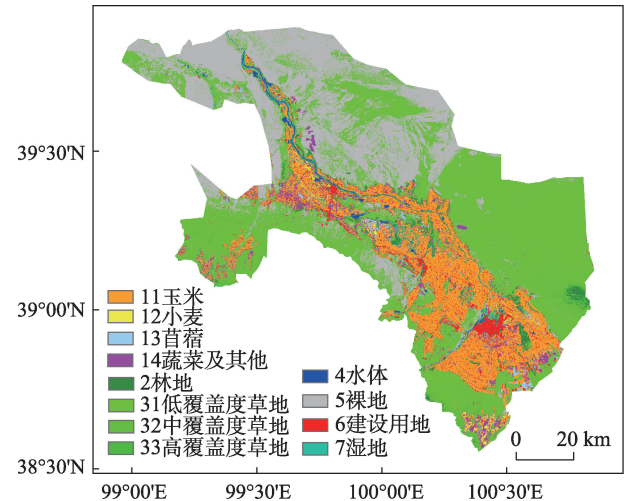 39°30′N
39°00′N
38°30′N
11玉米
12小麦
13苜蓿
14蔬菜及其他
2林地
31低覆盖度草地
32中覆盖度草地
33高覆盖度草地
4水体
5裸地
6建设用地
7湿地
0 20 km
99°00′E 99°30′E 100°00′E 100°30′E